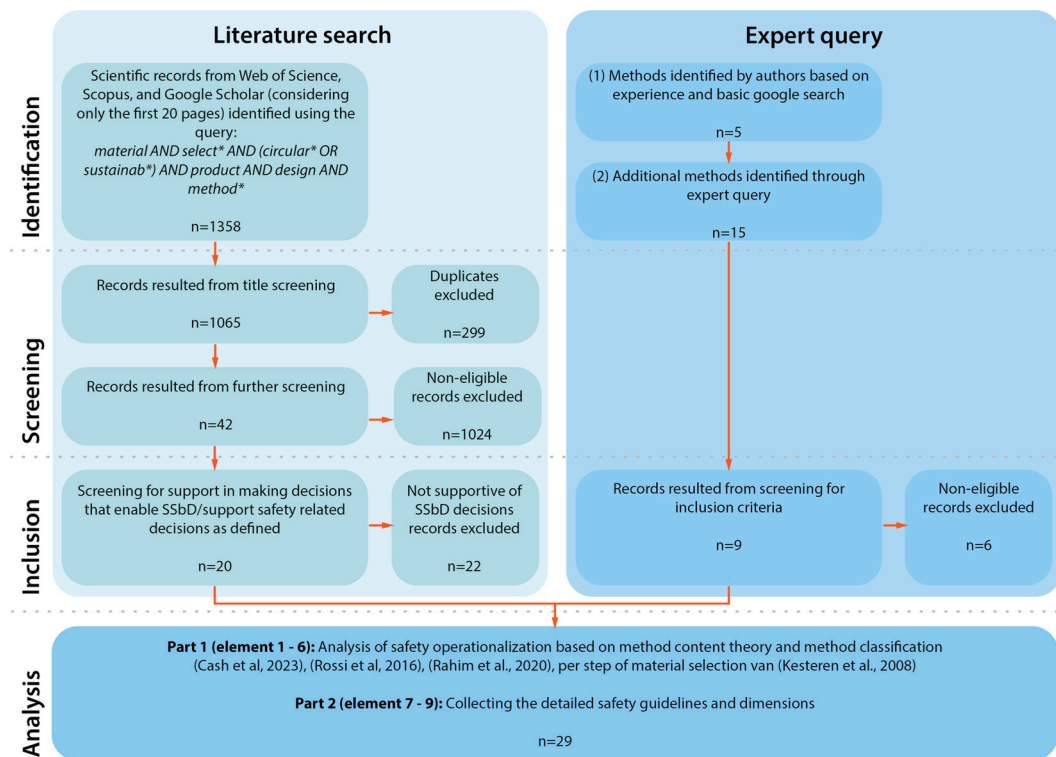 Literature search
Expert query
Identification
Scientific records from Web of Science,
Scopus, and Google Scholar (considering
only the first 20 pages) identified using the
query:
material AND select* AND (circular* OR
sustainab*) AND product AND design AND
method*
n=1358
(1) Methods identified by authors based on
experience and basic google search
n=5
(2) Additional methods identified through
expert query
n=15
Screening
Records resulted from title screening
n=1065
Duplicates
excluded
n=299
Records resulted from further screening
n=42
Non-eligible
records excluded
n=1024
Inclusion
Screening for support in making decisions
that enable SSbD/support safety related
decisions as defined
n=20
Not supportive of
SSbD decisions
records excluded
n=22
Records resulted from screening for
inclusion criteria
n=9
Non-eligible
records excluded
n=6
Analysis
Part 1 (element 1 - 6): Analysis of safety operationalization based on method content theory and method classification
(Cash et al, 2023), (Rossi et al, 2016), (Rahim et al., 2020), per step of material selection van (Kesteren et al., 2008)
Part 2 (element 7 - 9): Collecting the detailed safety guidelines and dimensions
n=29